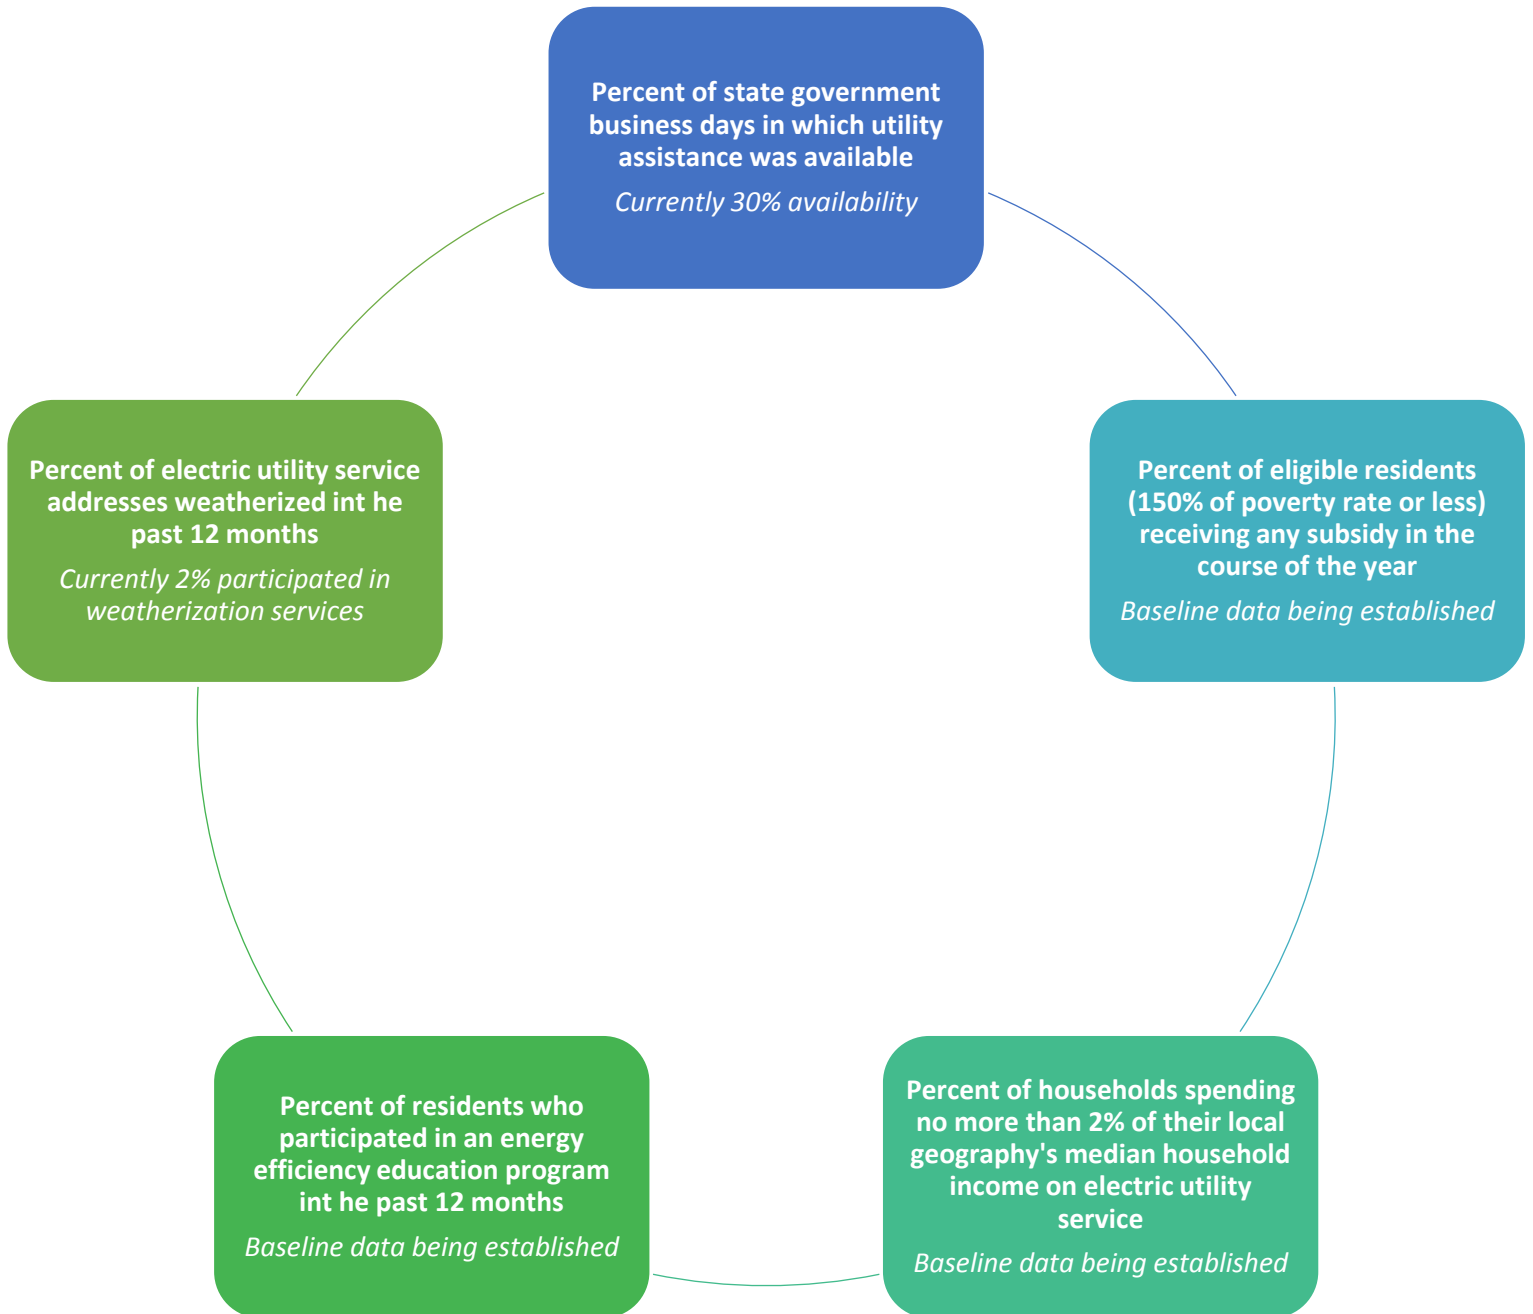 Percent of state government
business days in which utility
assistance was available
Currently 30% availability
Percent of eligible residents
(150% of poverty rate or less)
receiving any subsidy in the
course of the year
Baseline data being established
Percent of households spending
no more than 2% of their local
geography's median household
income on electric utility
service
Baseline data being established
Percent of residents who
participated in an energy
efficiency education program
int he past 12 months
Baseline data being established
Percent of electric utility service
addresses weatherized int he
past 12 months
Currently 2% participated in
weatherization services